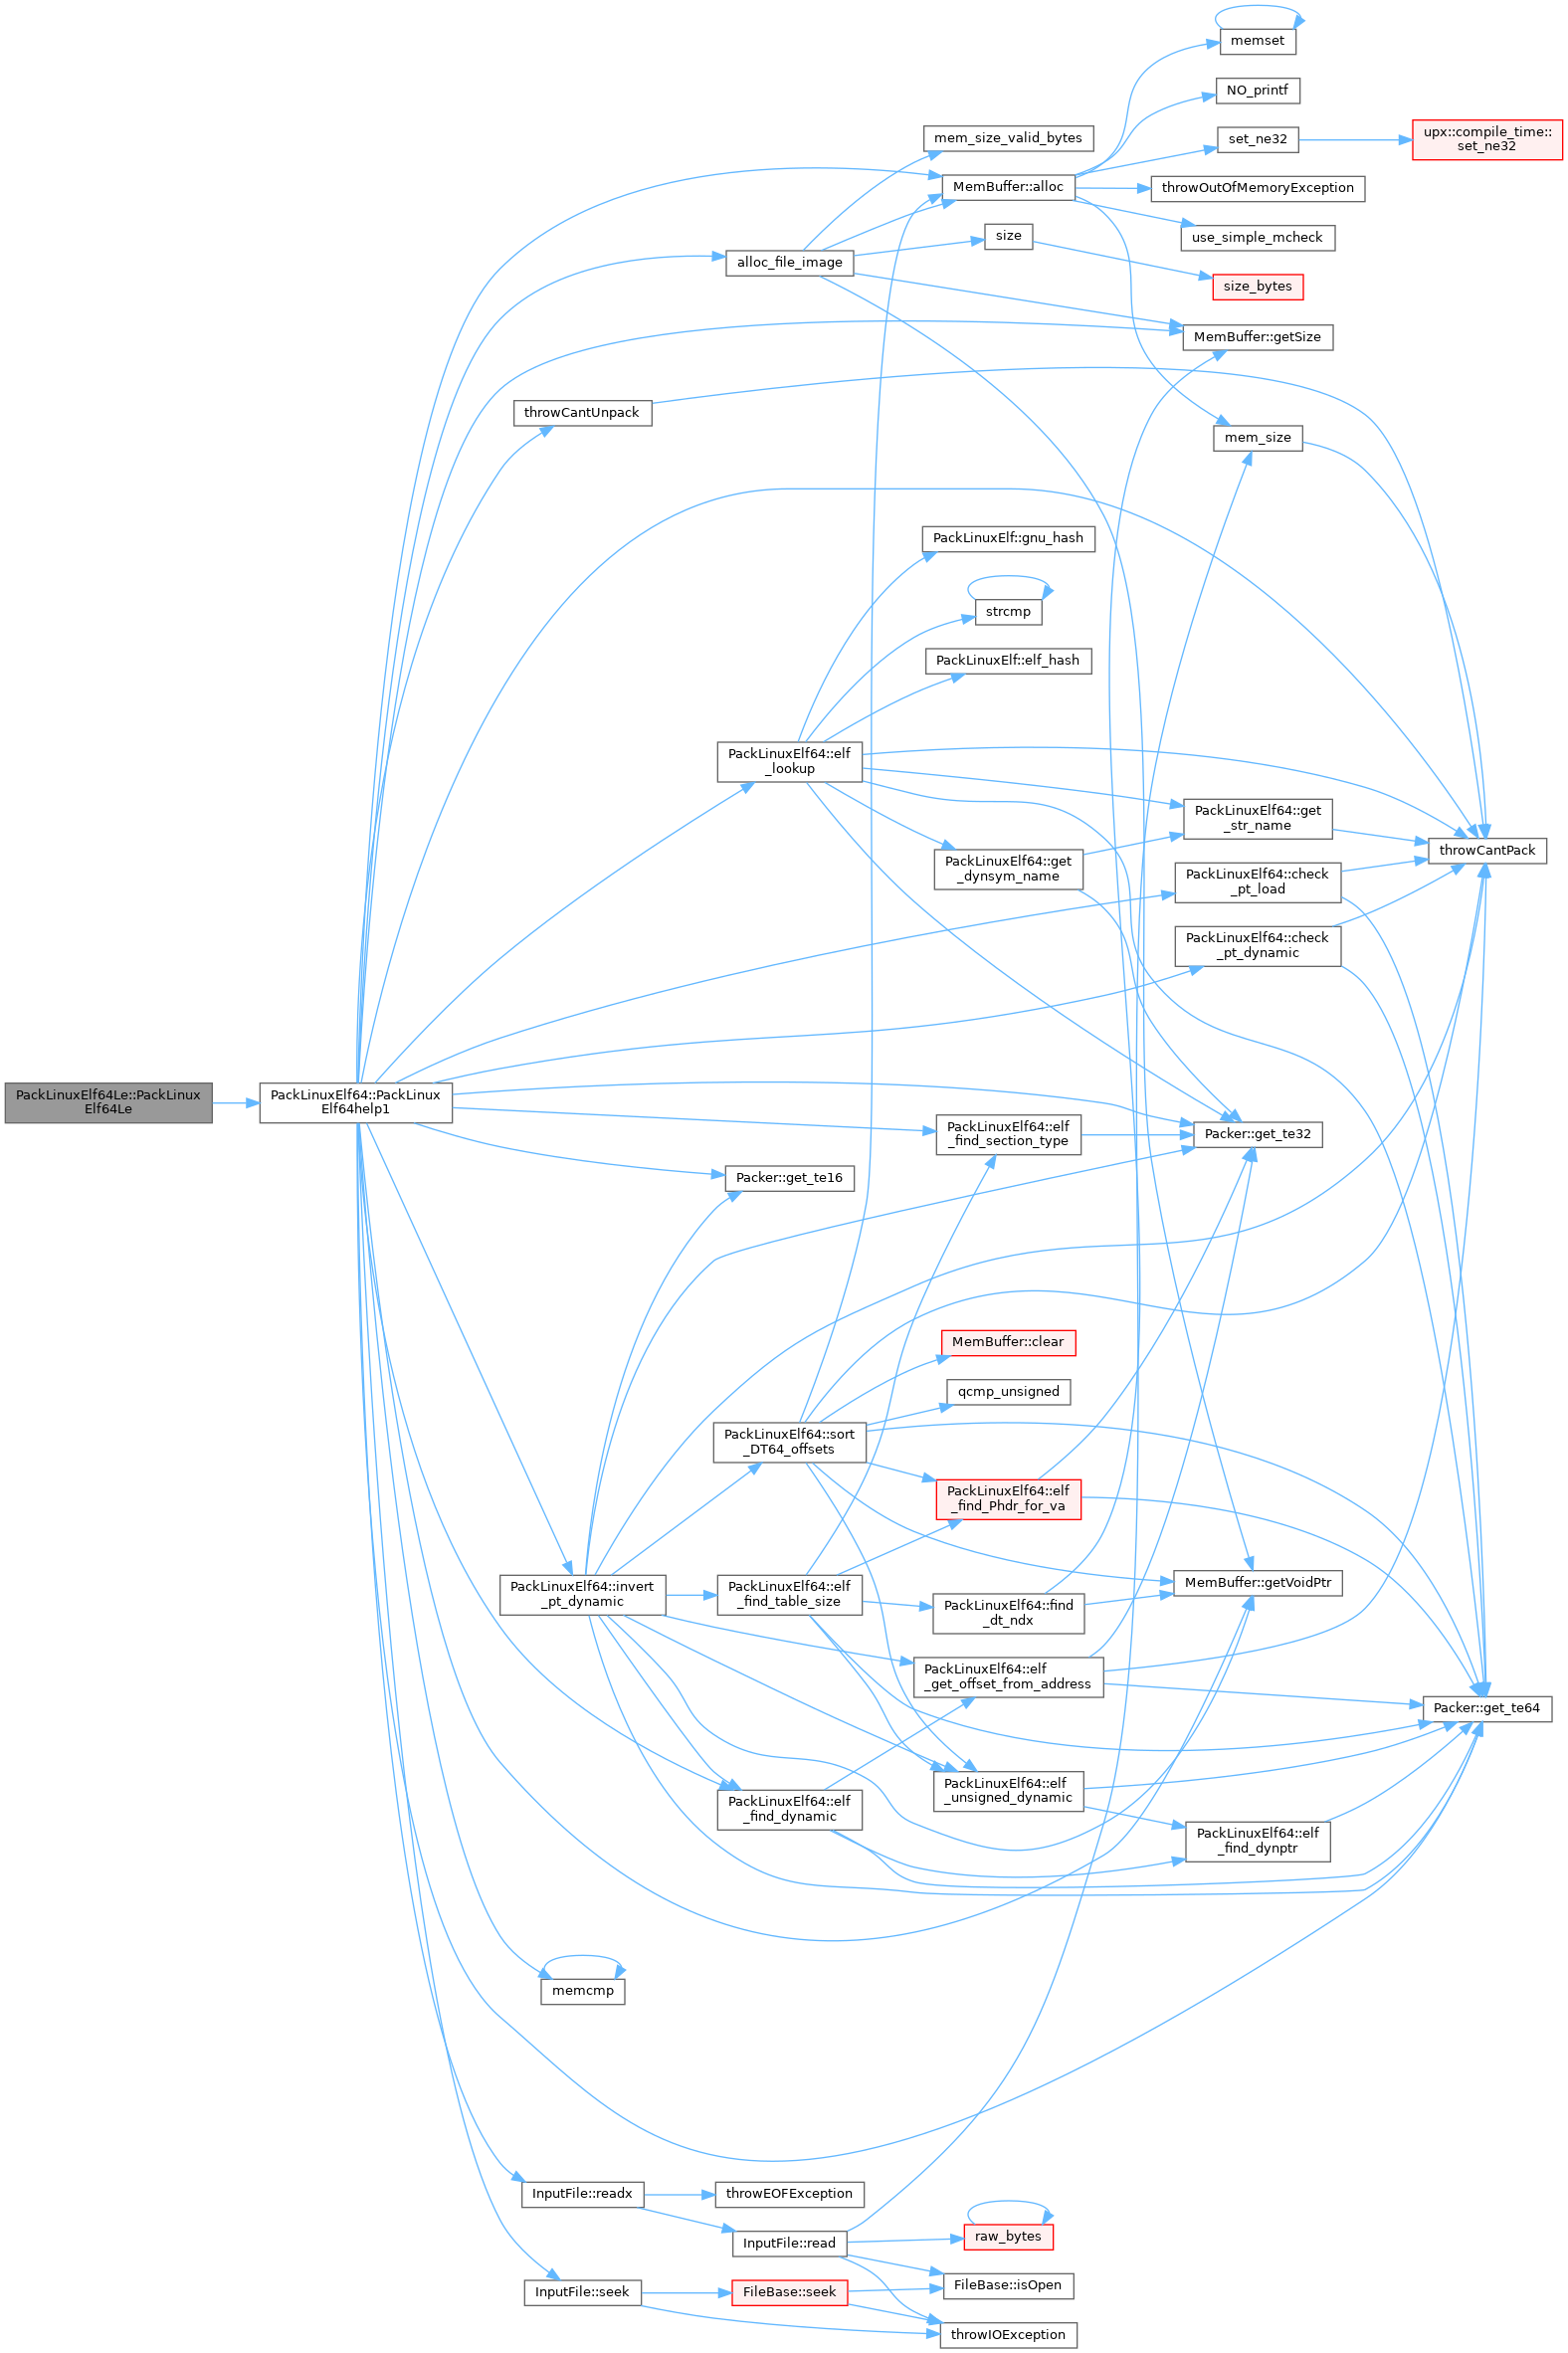 memset
NO_printf
mem_size_valid_bytes
set_ne32
upx::compile_time::
set_ne32
MemBuffer::alloc
throwOutOfMemoryException
use_simple_mcheck
size
alloc_file_image
size_bytes
MemBuffer::getSize
throwCantUnpack
mem_size
PackLinuxElf::gnu_hash
strcmp
PackLinuxElf::elf_hash
PackLinuxElf64::elf
_lookup
PackLinuxElf64::get
_str_name
throwCantPack
PackLinuxElf64::get
_dynsym_name
PackLinuxElf64::check
_pt_load
PackLinuxElf64::check
_pt_dynamic
PackLinuxElf64Le::PackLinux
Elf64Le
PackLinuxElf64::PackLinux
Elf64help1
PackLinuxElf64::elf
_find_section_type
Packer::get_te32
Packer::get_te16
MemBuffer::clear
qcmp_unsigned
PackLinuxElf64::sort
_DT64_offsets
PackLinuxElf64::elf
_find_Phdr_for_va
PackLinuxElf64::invert
_pt_dynamic
PackLinuxElf64::elf
_find_table_size
MemBuffer::getVoidPtr
PackLinuxElf64::find
_dt_ndx
PackLinuxElf64::elf
_get_offset_from_address
Packer::get_te64
PackLinuxElf64::elf
_unsigned_dynamic
PackLinuxElf64::elf
_find_dynamic
PackLinuxElf64::elf
_find_dynptr
memcmp
InputFile::readx
throwEOFException
raw_bytes
InputFile::read
FileBase::isOpen
InputFile::seek
FileBase::seek
throwIOException